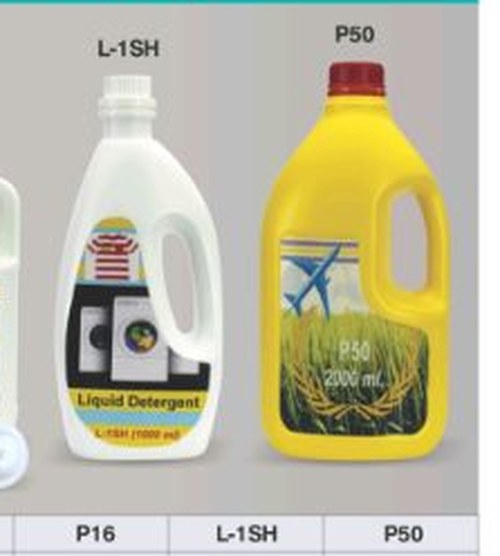 L-1SH
P50
Liquid Detergent
L-1SH (1000 ml)
P50
2000 ml.
P16
L-1SH
P50